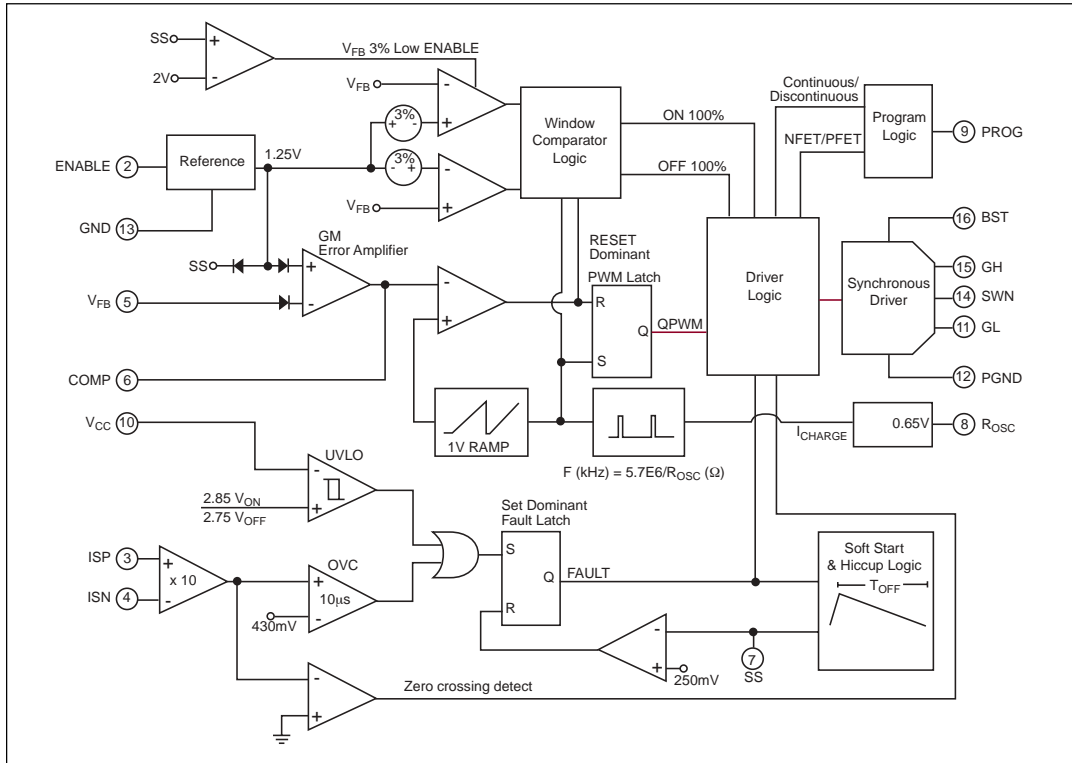 SS
+
2V
-
VFB 3% Low ENABLE
VFB
-
+
3%
+ -
3%
- +
-
+
VFB
Window
Comparator
Logic
ON 100%
OFF 100%
Continuous/
Discontinuous
NFET/PFET
Program
Logic
9 PROG
ENABLE 2
Reference
1.25V
GND 13
SS
GM
Error Amplifier
+
-
VFB 5
COMP 6
-
+
RESET
Dominant
PWM Latch
R
Q
S
QPWM
Driver
Logic
Synchronous
Driver
16 BST
15 GH
14 SWN
11 GL
12 PGND
1V RAMP
F (kHz) = 5.7E6/ROSC (Ω)
ICHARGE
0.65V
8 ROSC
VCC 10
UVLO
-
+
2.85 VON
2.75 VOFF
ISP 3
ISN 4
+
x 10
-
OVC
+
10μs
-
430mV
Set Dominant
Fault Latch
S
Q
R
FAULT
Soft Start
& Hiccup Logic
TOFF
-
+
250mV
7
SS
-
+
Zero crossing detect